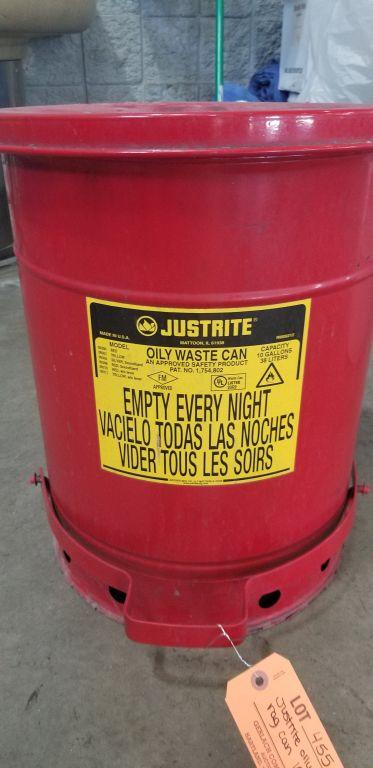 JUSTRITE®
MADE IN U.S.A.
MATTOON, IL 61938
MODEL
OILY WASTE CAN
AN APPROVED SAFETY PRODUCT
PAT. NO. 1,754,802
CAPACITY
10 GALLONS
38 LITERS
FM
APPROVED
UL
LISTED
EMPTY EVERY NIGHT
VACIELO TODAS LAS NOCHES
VIDER TOUS LES SOIRS
LOT 455
Justrite oily
rag can